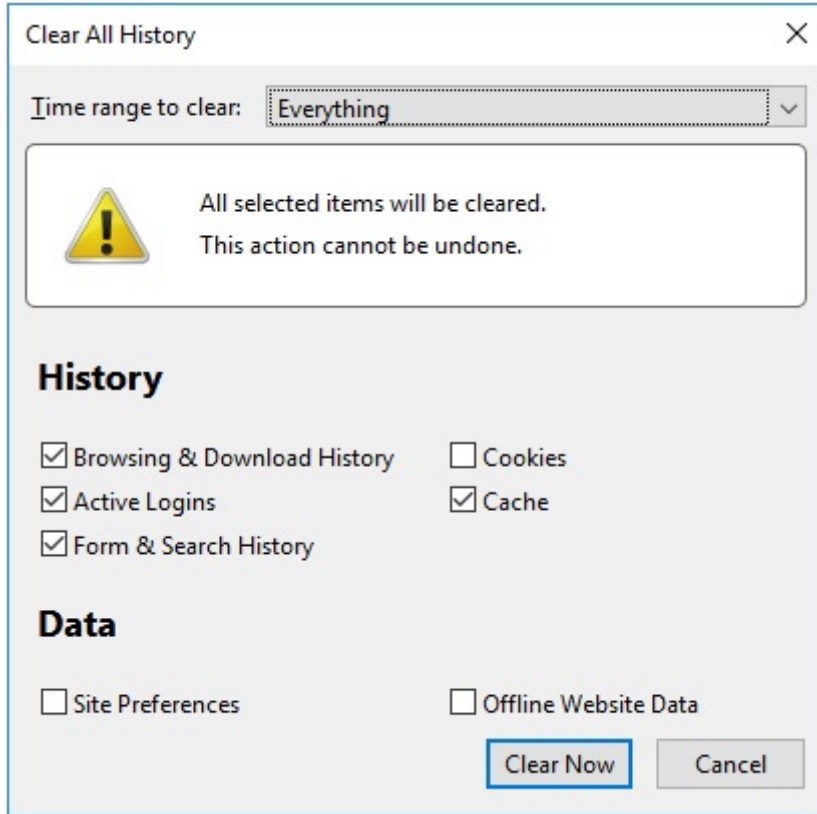 Clear All History
Time range to clear: Everything
All selected items will be cleared.
This action cannot be undone.
History
Browsing & Download History Cookies
Active Logins Cache
Form & Search History
Data
Site Preferences Offline Website Data
Clear Now Cancel